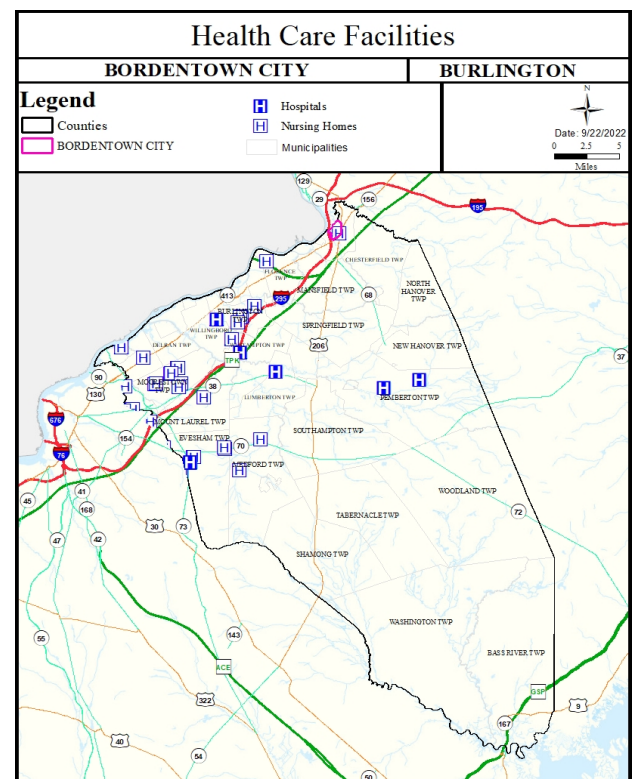 Health Care Facilities
BORDENTOWN CITY
BURLINGTON
Legend
Counties
BORDENTOWN CITY
H Hospitals
H Nursing Homes
Municipalities
N
Date: 9/22/2022
0 2.5 5
Miles
129
29
156
195
CHESTERFIELD TWP
FLORENCE
TWP
NORTH
HANOVER
TWP
MANSFIELD TWP
413
295
68
SPRINGFIELD TWP
WILLINGBORO
TWP
206
NEW HANOVER TWP
DELRAN TWP
TPK
37
90
130
38
LUMBERTON TWP
PEMBERTON TWP
676
154
MOUNT LAUREL TWP
SOUTHAMPTON TWP
EVESHAM TWP
70
76
MEDFORD TWP
41
45
168
WOODLAND TWP
72
30
73
TABERNACLE TWP
47
42
SHAMONG TWP
WASHINGTON TWP
143
55
BASS RIVER TWP
ACE
GSP
322
9
167
40
54
50